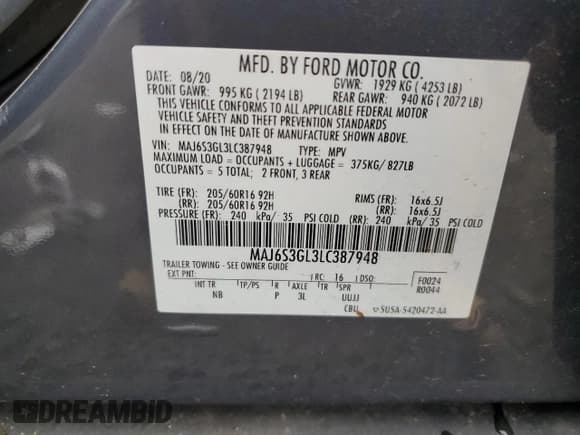 MFD. BY FORD MOTOR CO.
DATE: 08/20
GVWR: 1929 KG ( 4253 LB)
FRONT GAWR: 995 KG ( 2194 LB)
REAR GAWR: 940 KG ( 2072 LB)
THIS VEHICLE CONFORMS TO ALL APPLICABLE FEDERAL MOTOR
VEHICLE SAFETY AND THEFT PREVENTION STANDARDS
IN EFFECT ON THE DATE OF MANUFACTURE SHOWN ABOVE.
VIN: MAJ6S3GL3LC387948 TYPE: MPV
MAXIMUM LOAD = OCCUPANTS + LUGGAGE = 375KG/ 827LB
OCCUPANTS = 5 TOTAL; 2 FRONT, 3 REAR
TIRE (FR): 205/60R16 92H RIMS (FR): 16x6.5J
(RR): 205/60R16 92H (RR): 16x6.5J
PRESSURE (FR): 240 kPa/ 35 PSI COLD (RR) 240 kPa/ 35 PSI COLD
MAJ6S3GL3LC387948
TRAILER TOWING - SEE OWNER GUIDE
EXT PNT: RC: 16 DSO: F0024
R0044
INT TR TP/PS R AXLE TR SPR
NB P 3L UUJJ
CBU 5U5A-5420472-AA
DREAMBID